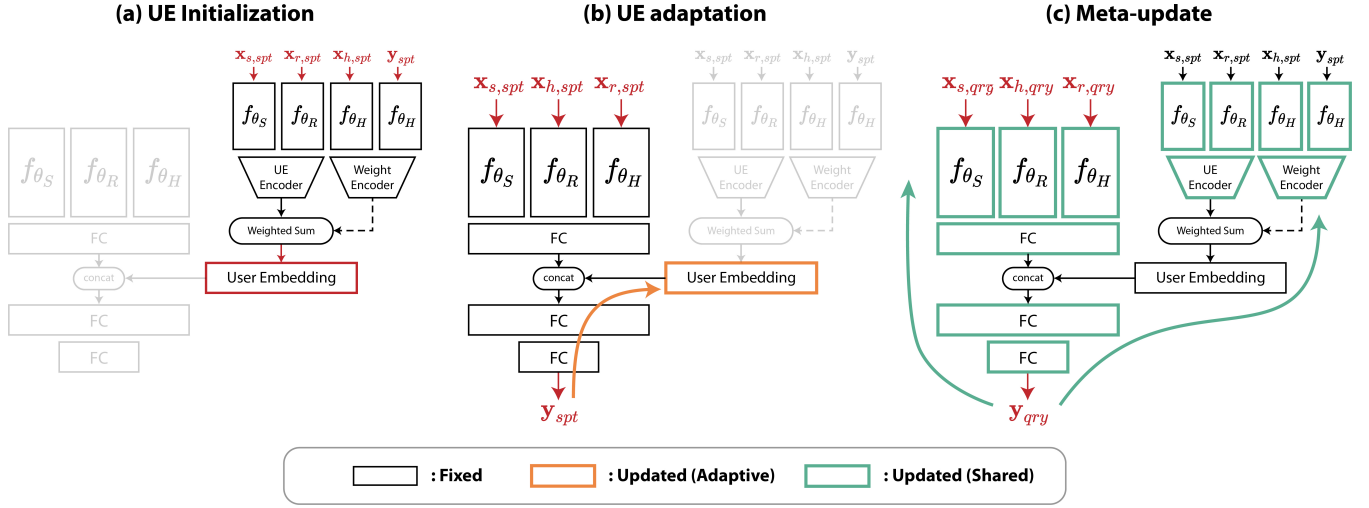 (a) UE Initialization
x_{s,spt} x_{r,spt} x_{h,spt} y_{spt}
f_{θ_S} f_{θ_R} f_{θ_H} f_{θ_H}
f_{θ_S} f_{θ_R} f_{θ_H}
UE Encoder
Weight Encoder
FC
Weighted Sum
concat
User Embedding
FC
FC
(b) UE adaptation
x_{s,spt} x_{r,spt} x_{h,spt} y_{spt}
x_{s,spt} x_{h,spt} x_{r,spt}
f_{θ_S} f_{θ_R} f_{θ_H} f_{θ_H}
f_{θ_S} f_{θ_R} f_{θ_H}
UE Encoder
Weight Encoder
FC
Weighted Sum
concat
User Embedding
FC
FC
y_{spt}
(c) Meta-update
x_{s,spt} x_{r,spt} x_{h,spt} y_{spt}
x_{s,qry} x_{h,qry} x_{r,qry}
f_{θ_S} f_{θ_R} f_{θ_H} f_{θ_H}
f_{θ_S} f_{θ_R} f_{θ_H}
UE Encoder
Weight Encoder
FC
Weighted Sum
concat
User Embedding
FC
FC
y_{qry}
: Fixed
: Updated (Adaptive)
: Updated (Shared)